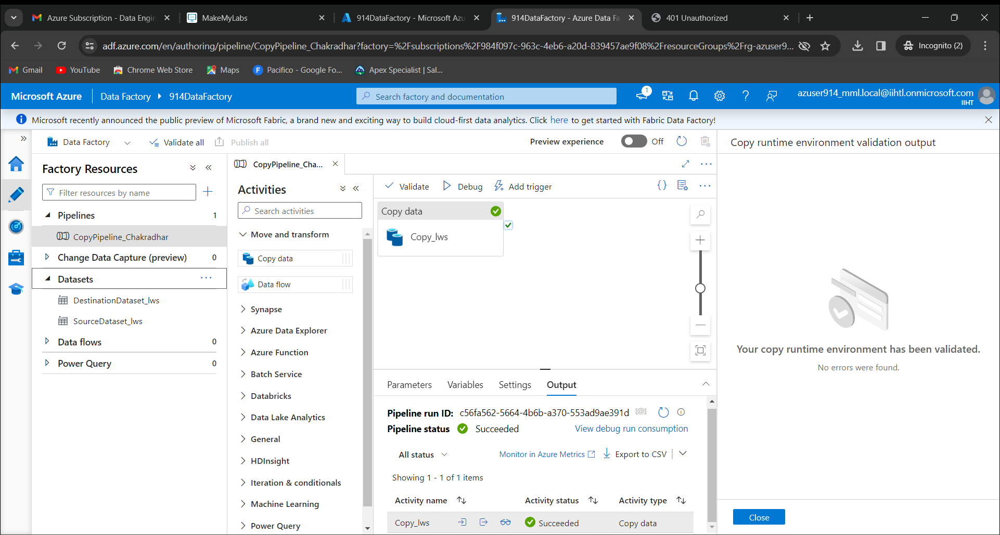 Azure Subscription - Data Engin
MakeMyLabs
914DataFactory - Microsoft Azu
914DataFactory - Azure Data Fa
401 Unauthorized
adf.azure.com/en/authoring/pipeline/CopyPipeline_Chakradhar?factory=%2Fsubscriptions%2F984f097c-963c-4eb6-a20d-839457ae9f08%2FresourceGroups%2Frg-azuser9...
Incognito (2)
Gmail
YouTube
Chrome Web Store
Maps
F Pacifico - Google Fo...
Apex Specialist | Sal...
Microsoft Azure
Data Factory
914DataFactory
Search factory and documentation
1
azuser914_mml.local@iihtl.onmicrosoft.com
IIHT
Microsoft recently announced the public preview of Microsoft Fabric, a brand new and exciting way to build cloud-first data analytics. Click here to get started with Fabric Data Factory!
Data Factory
Validate all
Publish all
Preview experience
Off
Factory Resources
Filter resources by name
Pipelines 1
CopyPipeline_Chakradhar
Change Data Capture (preview) 0
Datasets ...
DestinationDataset_lws
SourceDataset_lws
Data flows 0
Power Query 0
CopyPipeline_Cha...
Activities
Search activities
Move and transform
Copy data
Data flow
Synapse
Azure Data Explorer
Azure Function
Batch Service
Databricks
Data Lake Analytics
General
HDInsight
Iteration & conditionals
Machine Learning
Power Query
Validate
Debug
Add trigger
{}
Copy data
Copy_lws
Parameters
Variables
Settings
Output
Pipeline run ID: c56fa562-5664-4b6b-a370-553ad9ae391d [@]
Pipeline status Succeeded
View debug run consumption
All status
Monitor in Azure Metrics
Export to CSV
Showing 1 - 1 of 1 items
Activity name Activity status Activity type
Copy_lws Succeeded Copy data
Copy runtime environment validation output
Your copy runtime environment has been validated.
No errors were found.
Close